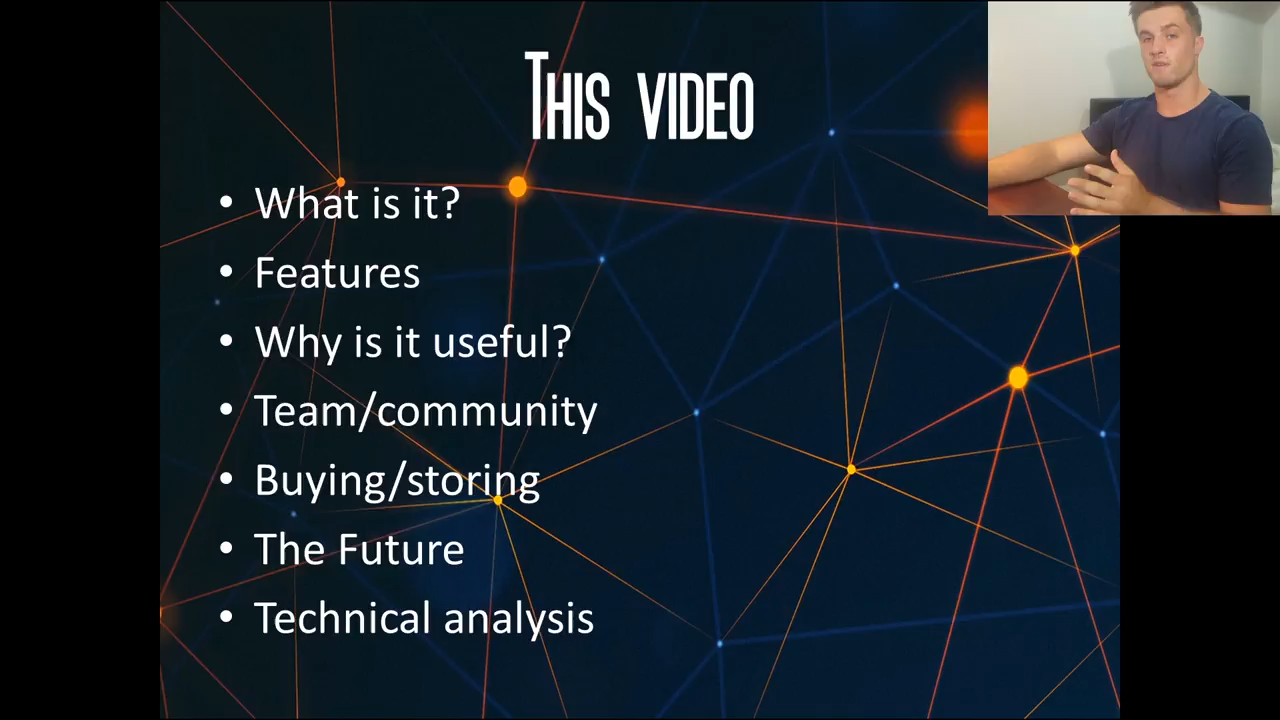 This video
• What is it?
• Features
• Why is it useful?
• Team/community
• Buying/storing
• The Future
• Technical analysis